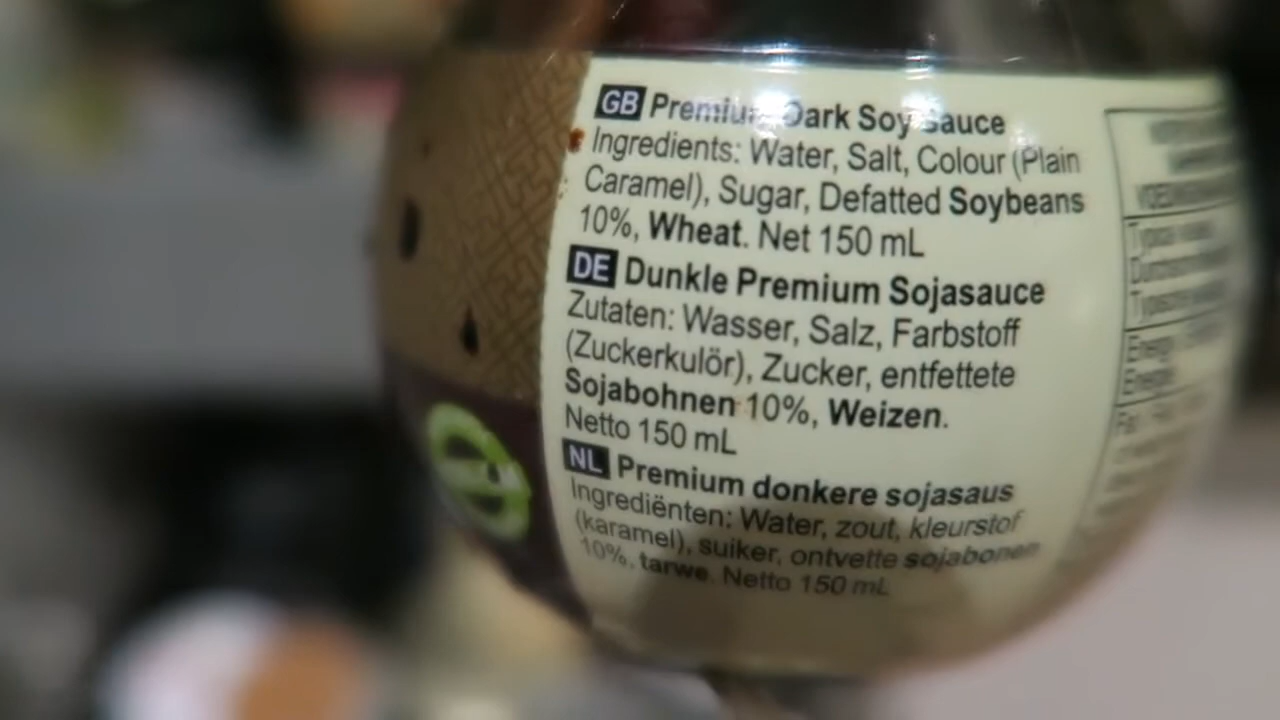 GB Premium Dark Soy Sauce
Ingredients: Water, Salt, Colour (Plain
Caramel), Sugar, Defatted Soybeans
10%, Wheat. Net 150 mL
DE Dunkle Premium Sojasauce
Zutaten: Wasser, Salz, Farbstoff
(Zuckerkulör), Zucker, entfettete
Sojabohnen 10%, Weizen.
Netto 150 mL
NL Premium donkere sojasaus
Ingrediënten: Water, zout, kleurstof
(karamel), suiker, ontvette sojabonen
10%, tarwe. Netto 150 mL